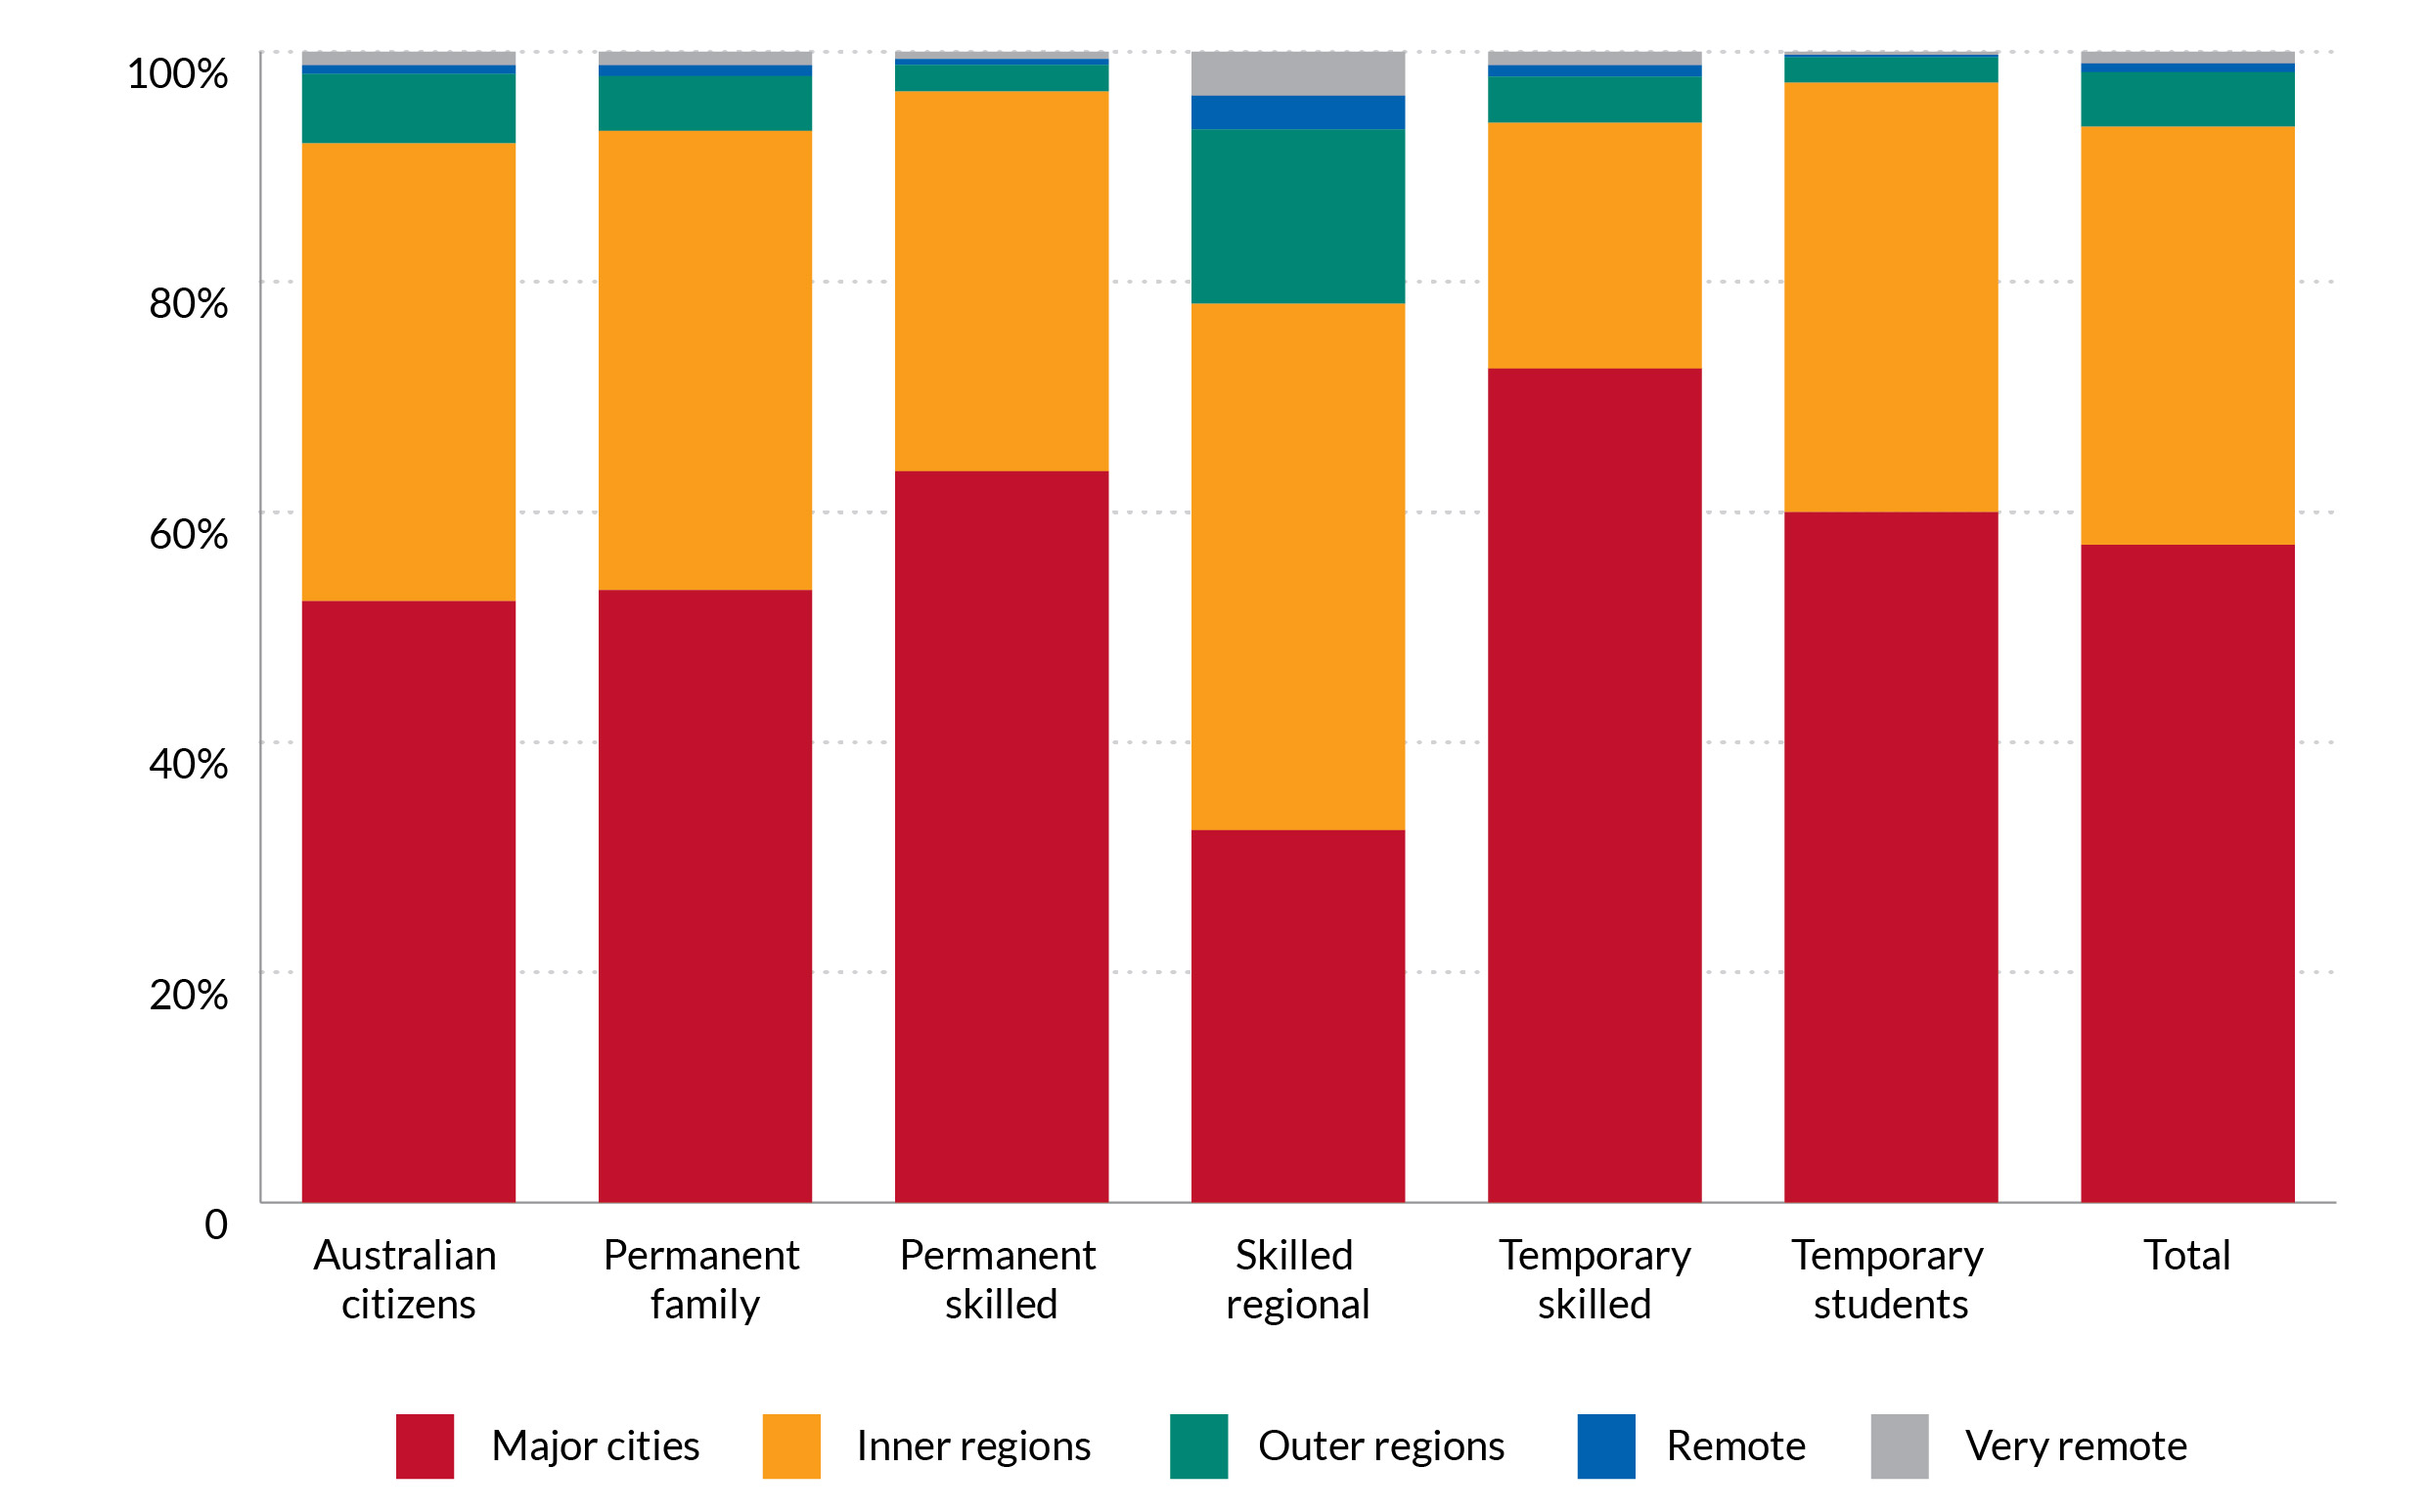 100%
80%
60%
40%
20%
0
Australian
citizens
Permanent
family
Permanent
skilled
Skilled
regional
Temporary
skilled
Temporary
students
Total
Major cities
Inner regions
Outer regions
Remote
Very remote